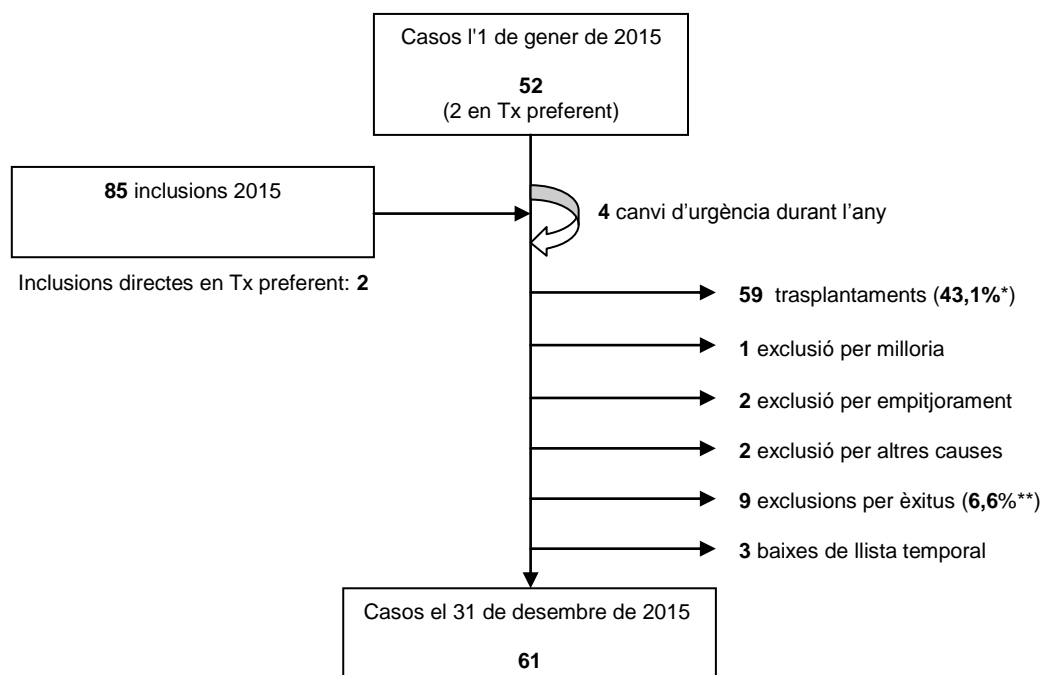 Casos l'1 de gener de 2015
52
(2 en Tx preferent)
85 inclusions 2015
4 canvi d’urgència durant l’any
Inclusions directes en Tx preferent: 2
59 trasplantaments (43,1%*)
1 exclusió per milloria
2 exclusió per empitjorament
2 exclusió per altres causes
9 exclusions per èxitus (6,6%**)
3 baixes de llista temporal
Casos el 31 de desembre de 2015
61